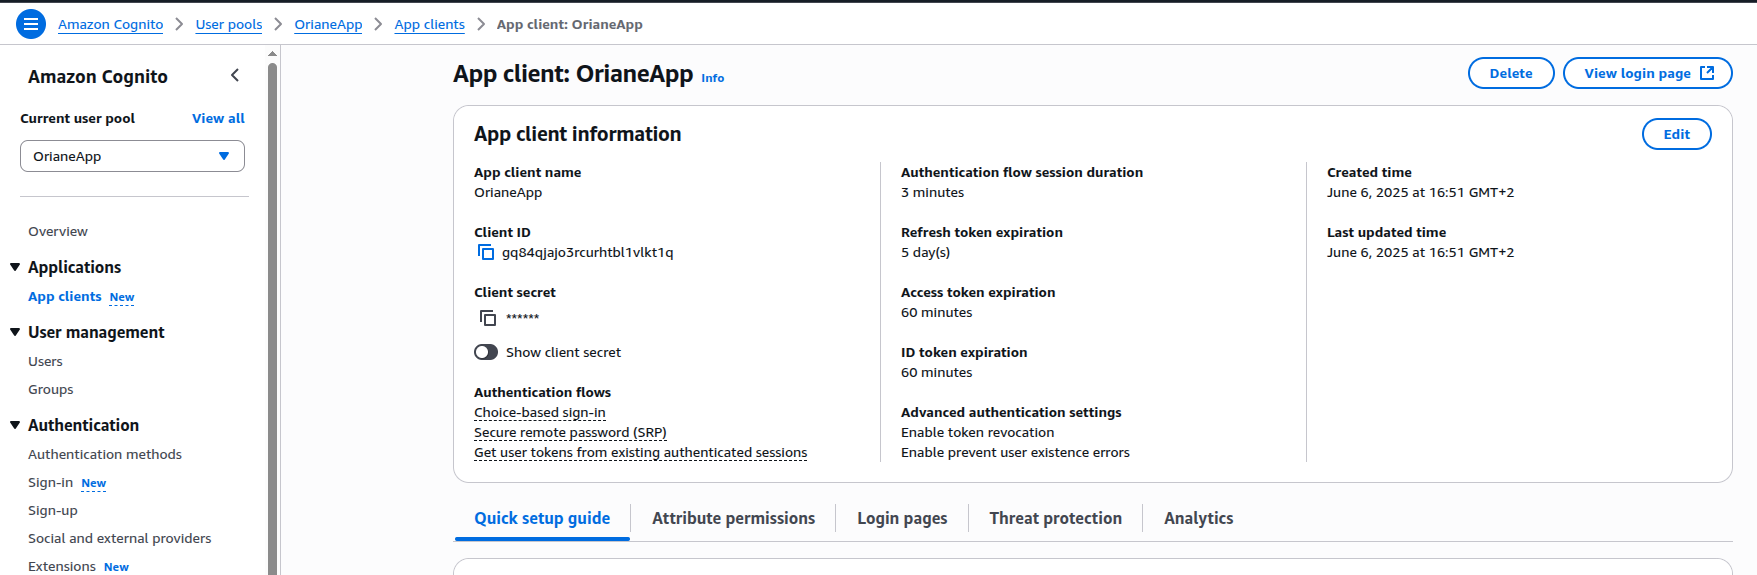 Amazon Cognito > User pools > OrianeApp > App clients > App client: OrianeApp
Amazon Cognito
Current user pool View all
OrianeApp
Overview
Applications
App clients New
User management
Users
Groups
Authentication
Authentication methods
Sign-in New
Sign-up
Social and external providers
Extensions New
App client: OrianeApp Info
Delete
View login page
App client information
Edit
App client name
OrianeApp
Client ID
gq84qjajo3rcurhtbl1vlkt1q
Client secret
******
Show client secret
Authentication flows
Choice-based sign-in
Secure remote password (SRP)
Get user tokens from existing authenticated sessions
Authentication flow session duration
3 minutes
Refresh token expiration
5 day(s)
Access token expiration
60 minutes
ID token expiration
60 minutes
Advanced authentication settings
Enable token revocation
Enable prevent user existence errors
Created time
June 6, 2025 at 16:51 GMT+2
Last updated time
June 6, 2025 at 16:51 GMT+2
Quick setup guide
Attribute permissions
Login pages
Threat protection
Analytics